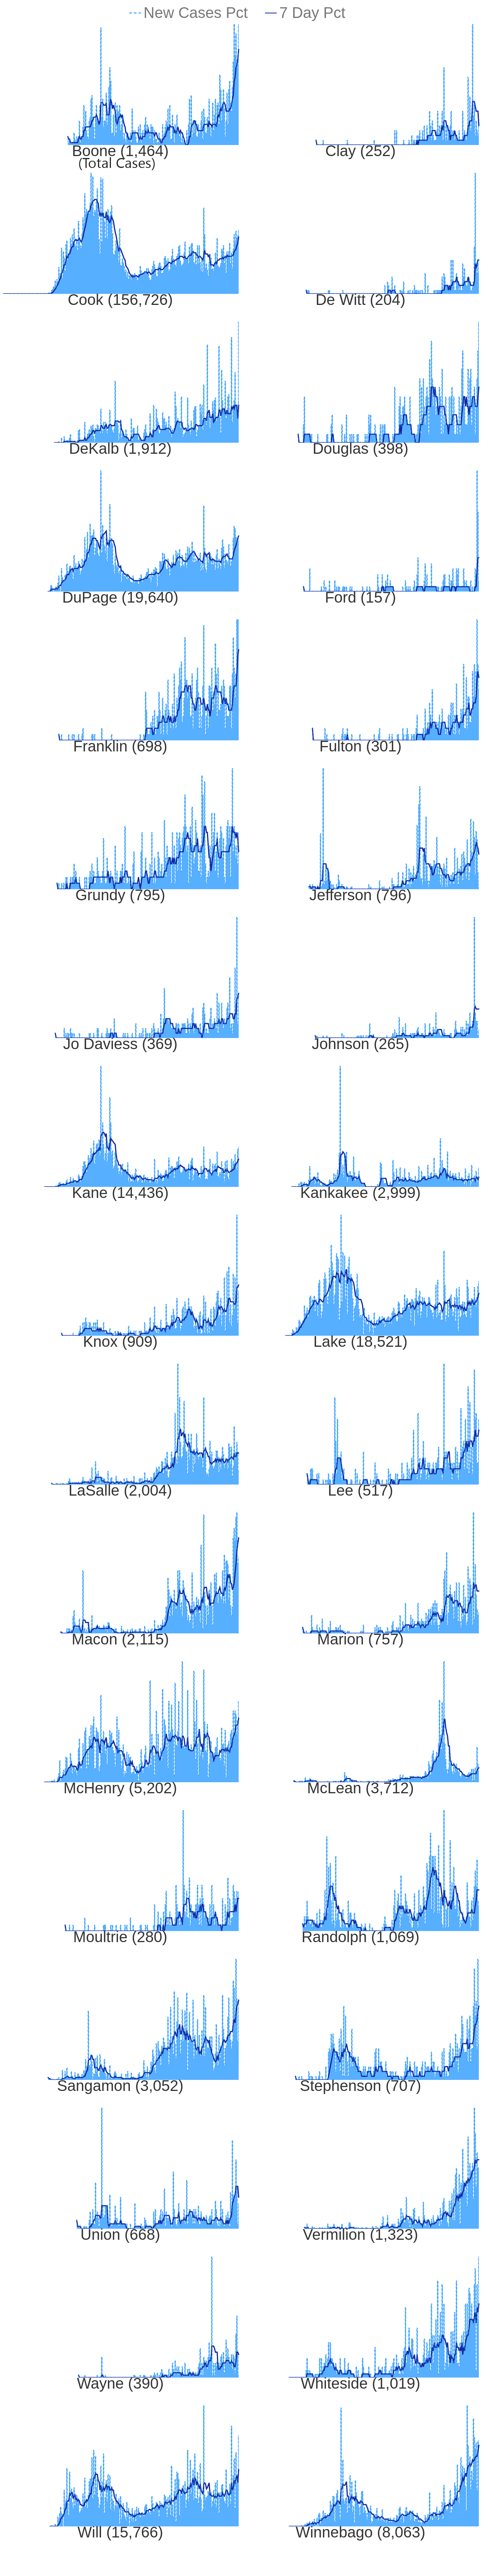 New Cases Pct 7 Day Pct
Boone (1,464) Clay (252)
(Total Cases)
Cook (156,726) De Witt (204)
DeKalb (1,912) Douglas (398)
DuPage (19,640) Ford (157)
Franklin (698) Fulton (301)
Grundy (795) Jefferson (796)
Jo Daviess (369) Johnson (265)
Kane (14,436) Kankakee (2,999)
Knox (909) Lake (18,521)
LaSalle (2,004) Lee (517)
Macon (2,115) Marion (757)
McHenry (5,202) McLean (3,712)
Moultrie (280) Randolph (1,069)
Sangamon (3,052) Stephenson (707)
Union (668) Vermilion (1,323)
Wayne (390) Whiteside (1,019)
Will (15,766) Winnebago (8,063)